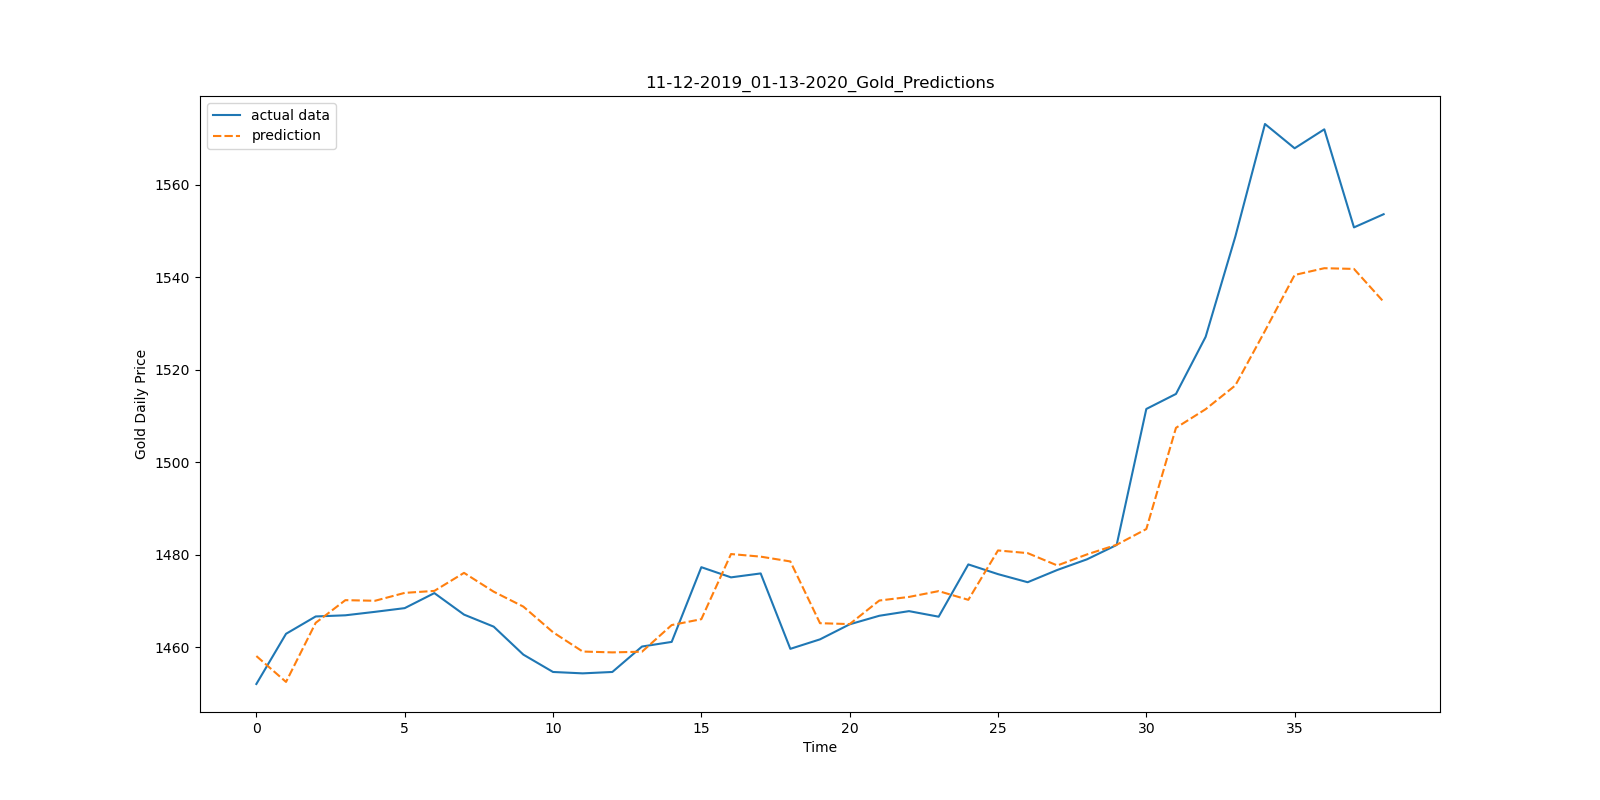 11-12-2019_01-13-2020_Gold_Predictions
actual data
prediction
1560
1540
1520
1500
1480
1460
Gold Daily Price
0 5 10 15 20 25 30 35
Time